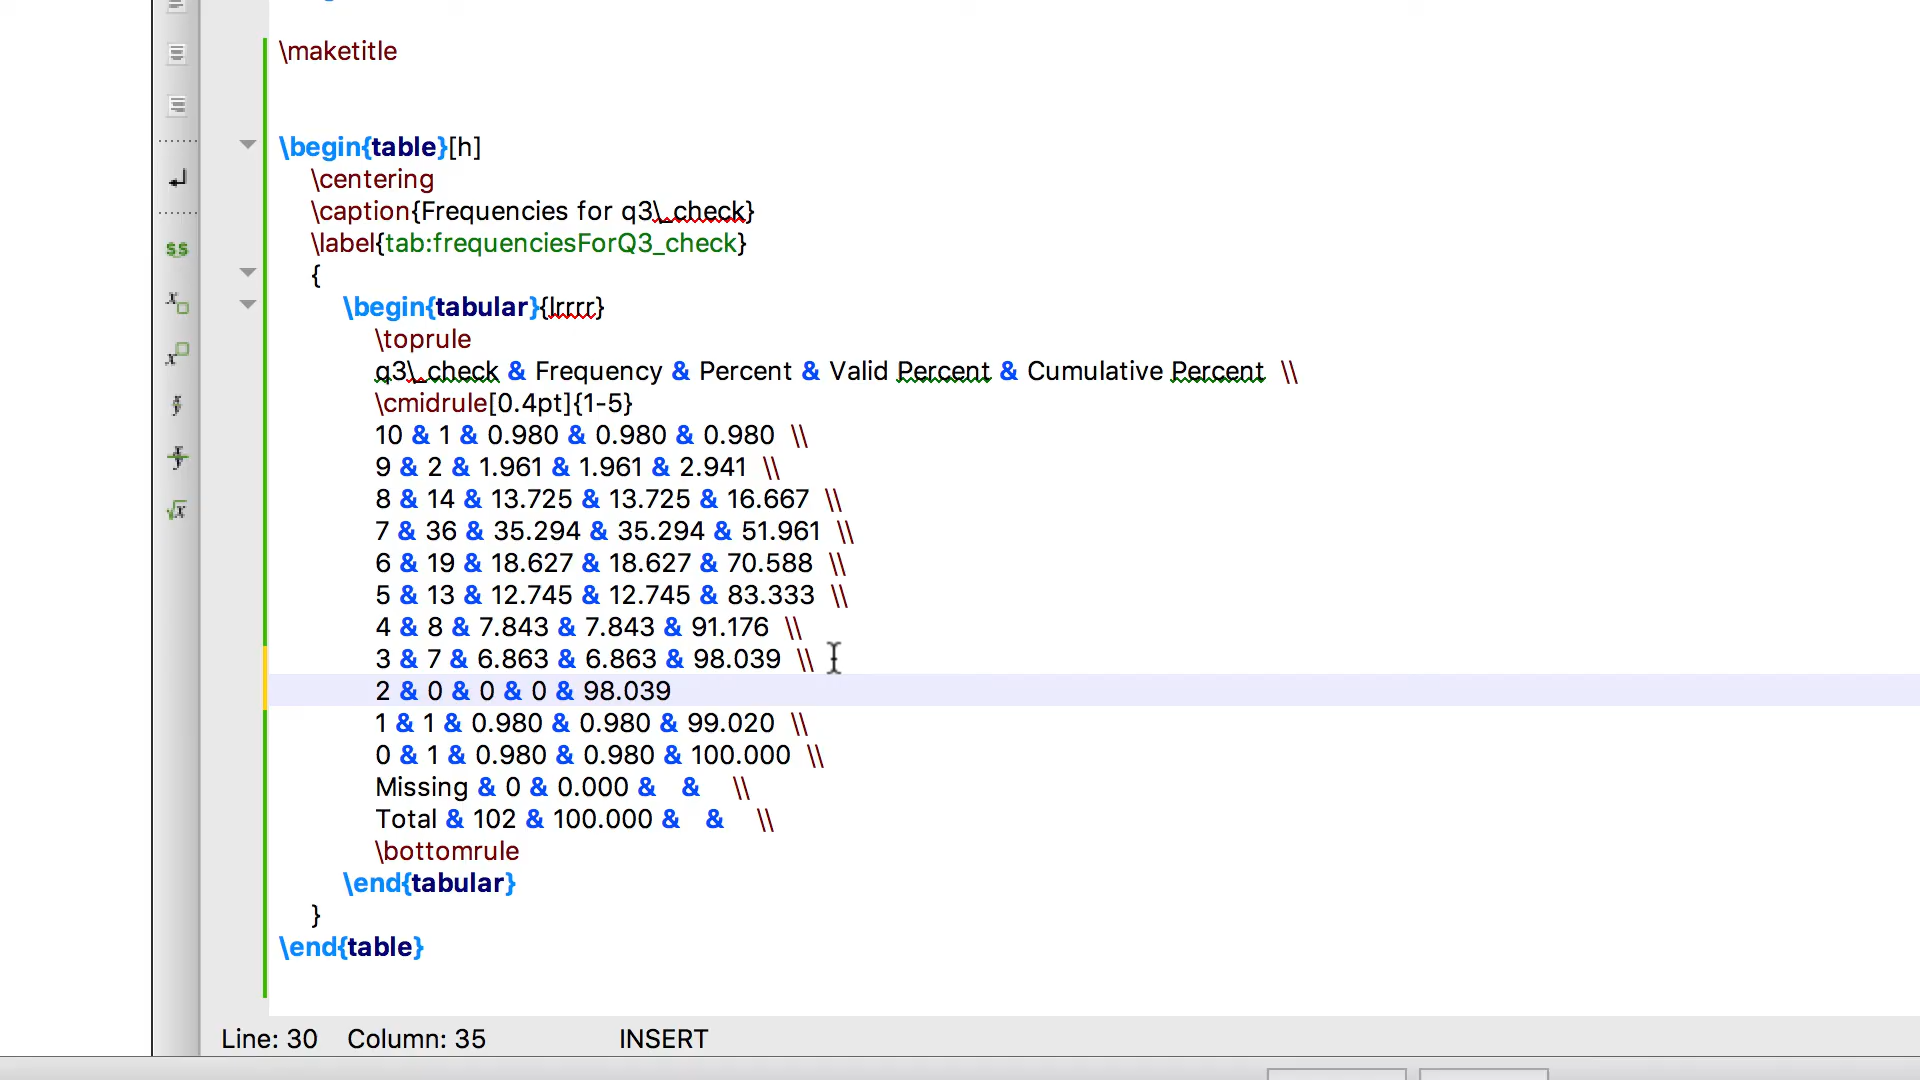 \maketitle
\begin{table}[h]
\centering
\caption{Frequencies for q3\_check}
\label{tab:frequenciesForQ3_check}
{
\begin{tabular}{lrrrr}
\toprule
q3\_check & Frequency & Percent & Valid Percent & Cumulative Percent \\
\cmidrule[0.4pt]{1-5}
10 & 1 & 0.980 & 0.980 & 0.980 \\
9 & 2 & 1.961 & 1.961 & 2.941 \\
8 & 14 & 13.725 & 13.725 & 16.667 \\
7 & 36 & 35.294 & 35.294 & 51.961 \\
6 & 19 & 18.627 & 18.627 & 70.588 \\
5 & 13 & 12.745 & 12.745 & 83.333 \\
4 & 8 & 7.843 & 7.843 & 91.176 \\
3 & 7 & 6.863 & 6.863 & 98.039 \\
2 & 0 & 0 & 0 & 98.039
1 & 1 & 0.980 & 0.980 & 99.020 \\
0 & 1 & 0.980 & 0.980 & 100.000 \\
Missing & 0 & 0.000 & & \\
Total & 102 & 100.000 & & \\
\bottomrule
\end{tabular}
}
\end{table}
Line: 30 Column: 35 INSERT